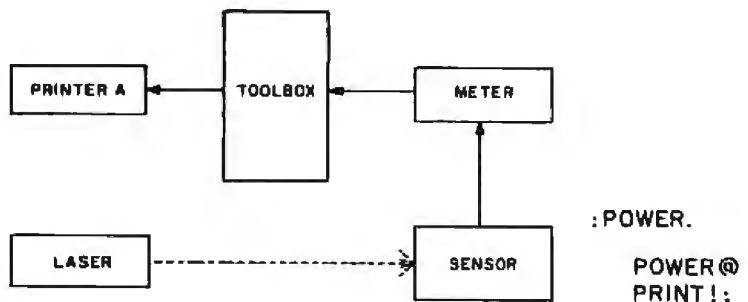 PRINTER A
TOOLBOX
METER
LASER
SENSOR
:POWER.
POWER@
PRINT!;